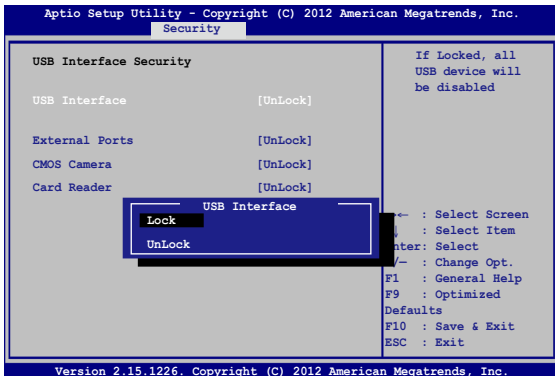 Aptio Setup Utility - Copyright (C) 2012 American Megatrends, Inc.
Security
USB Interface Security
USB Interface [UnLock]
External Ports [UnLock]
CMOS Camera [UnLock]
Card Reader [UnLock]
USB Interface
Lock
UnLock
If Locked, all
USB device will
be disabled
→← : Select Screen
↓ : Select Item
nter: Select
/— : Change Opt.
F1 : General Help
F9 : Optimized
Defaults
F10 : Save & Exit
ESC : Exit
Version 2.15.1226. Copyright (C) 2012 American Megatrends, Inc.